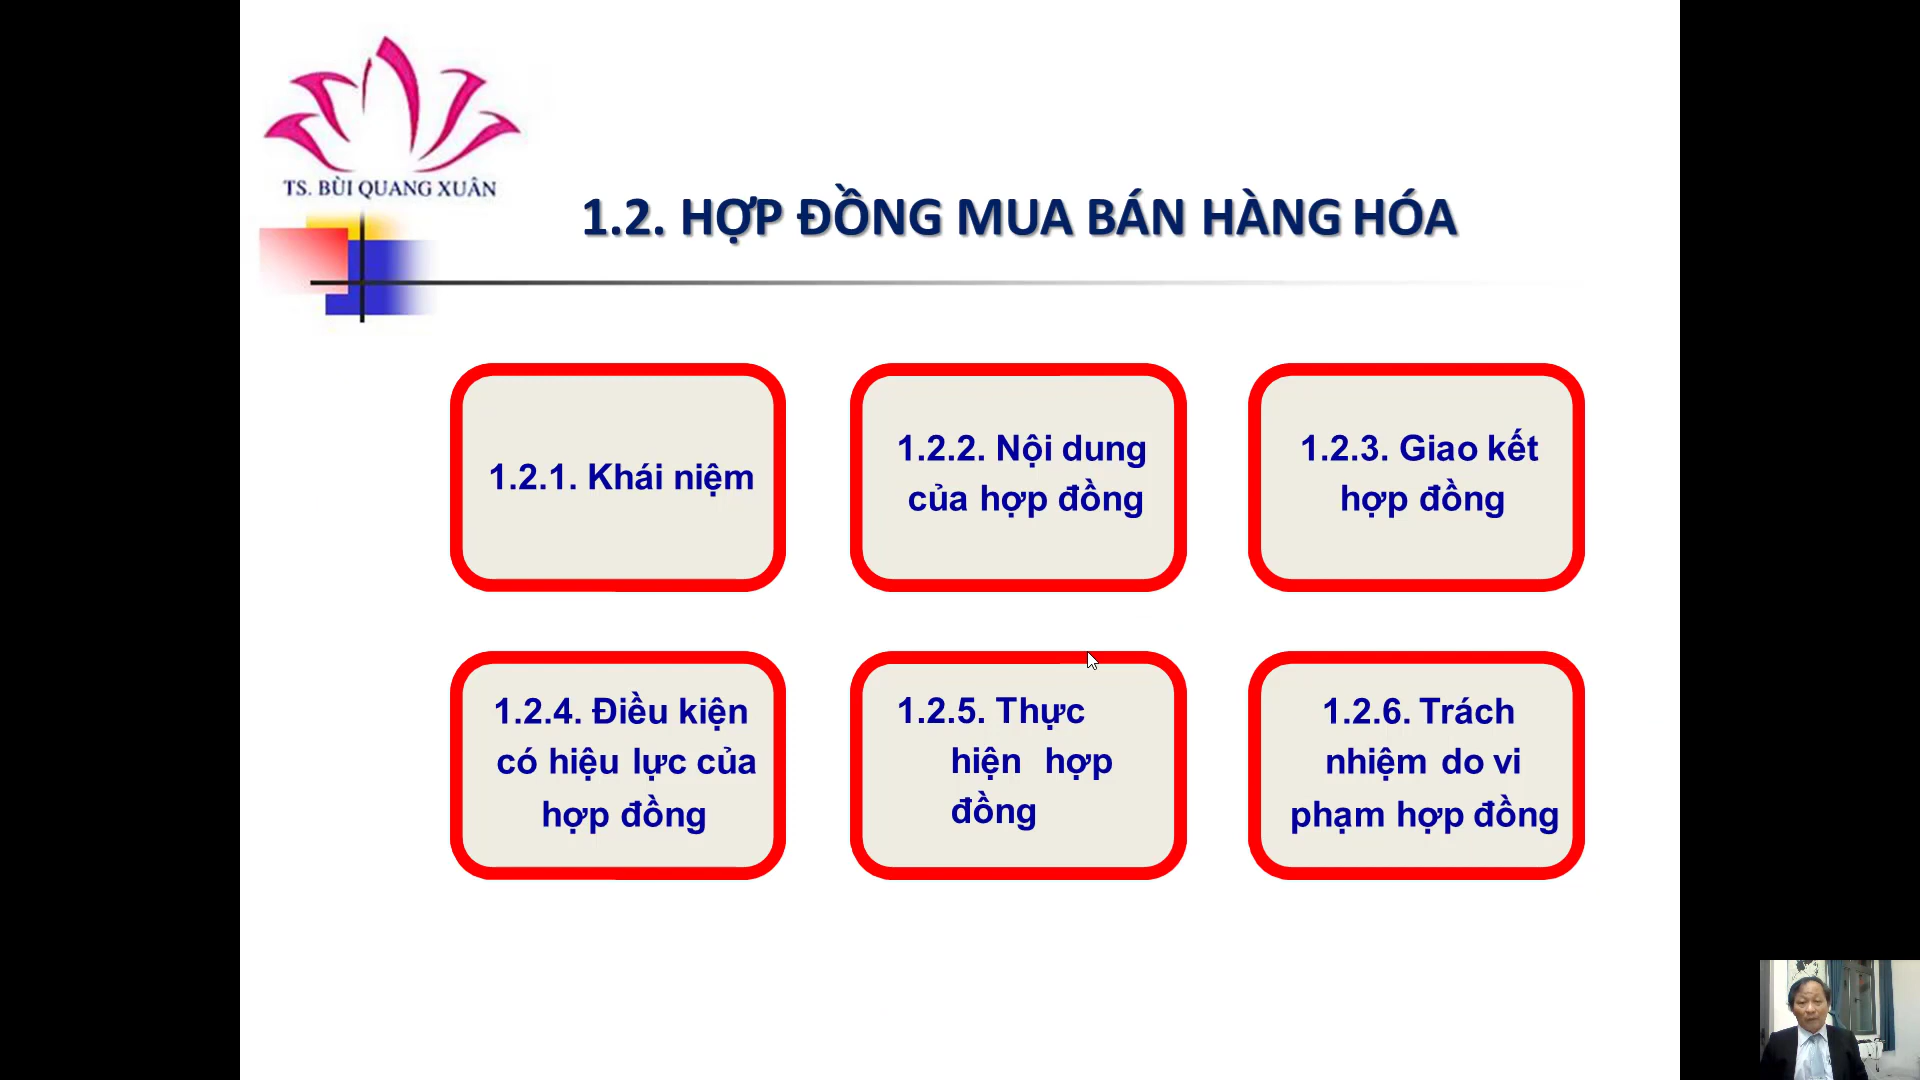 TS. BÙI QUANG XUÂN
1.2. HỢP ĐỒNG MUA BÁN HÀNG HÓA
1.2.1. Khái niệm
1.2.2. Nội dung
của hợp đồng
1.2.3. Giao kết
hợp đồng
1.2.4. Điều kiện
có hiệu lực của
hợp đồng
1.2.5. Thực
hiện hợp
đồng
1.2.6. Trách
nhiệm do vi
phạm hợp đồng